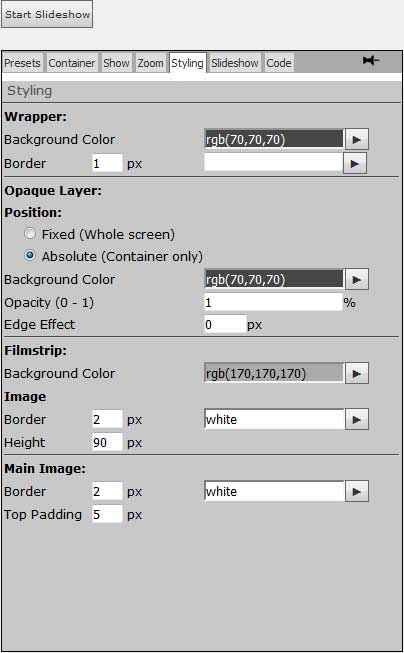 Start Slideshow
Presets Container Show Zoom Styling Slideshow Code
Styling
Wrapper:
Background Color rgb(70,70,70)
Border 1 px
Opaque Layer:
Position:
Fixed (Whole screen)
Absolute (Container only)
Background Color rgb(70,70,70)
Opacity (0 - 1) 1 %
Edge Effect 0 px
Filmstrip:
Background Color rgb(170,170,170)
Image
Border 2 px white
Height 90 px
Main Image:
Border 2 px white
Top Padding 5 px